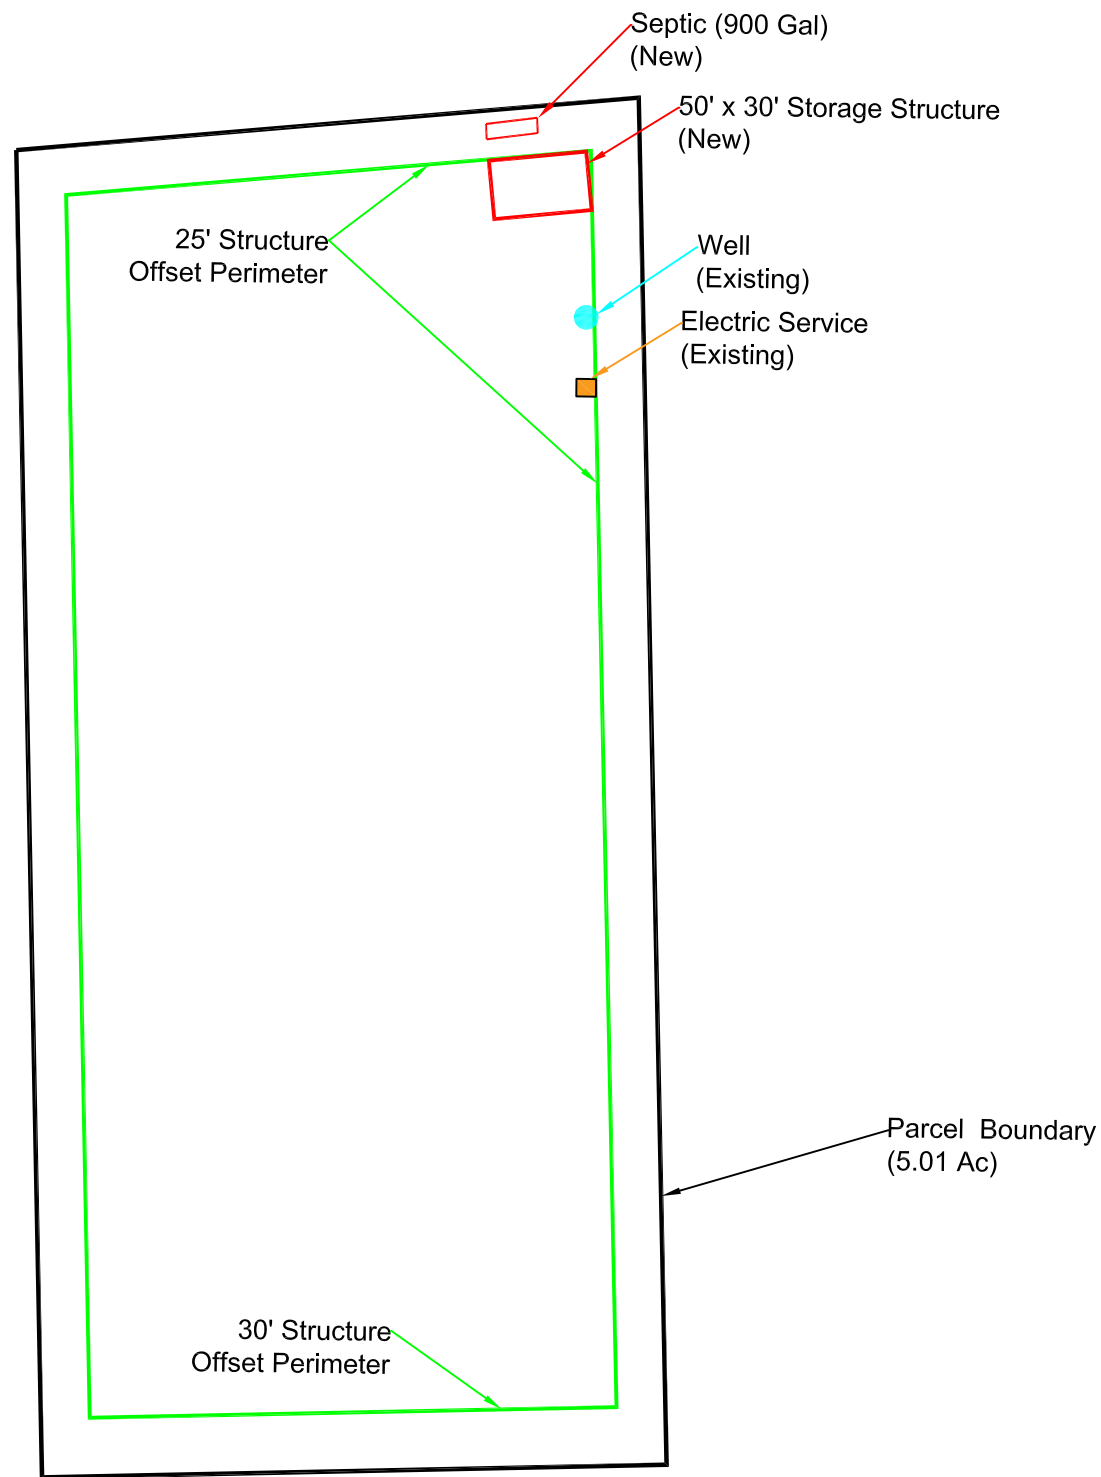 Septic (900 Gal)
(New)
50' x 30' Storage Structure
(New)
25' Structure
Offset Perimeter
Well
(Existing)
Electric Service
(Existing)
Parcel Boundary
(5.01 Ac)
30' Structure
Offset Perimeter